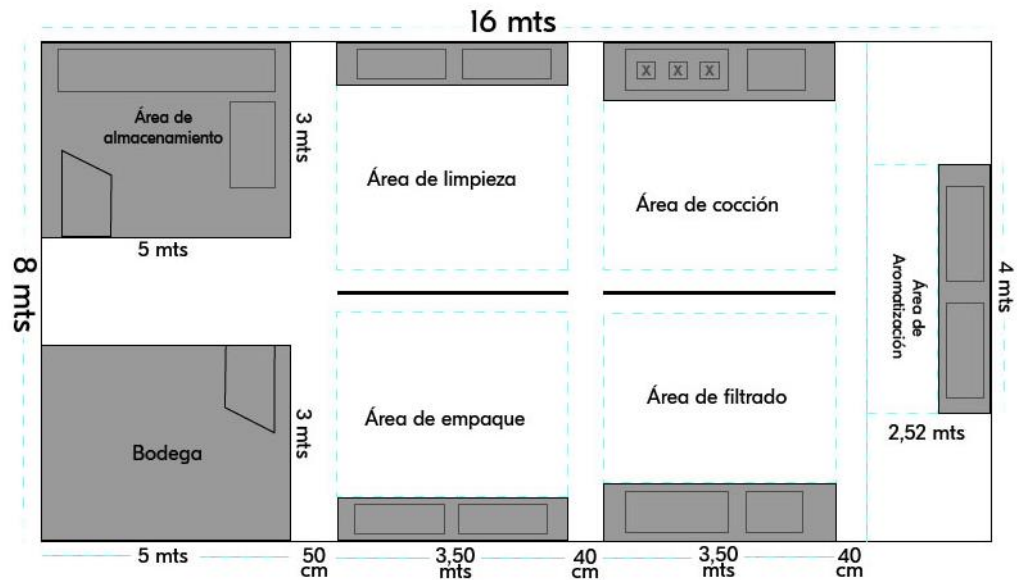 16 mts
Área de
almacenamiento
3 mts
5 mts
Área de limpieza
X X X
Área de cocción
8 mts
Área de
Aromatización
4 mts
2,52 mts
Bodega
3 mts
Área de empaque
Área de filtrado
5 mts
50
cm
3,50
mts
40
cm
3,50
mts
40
cm